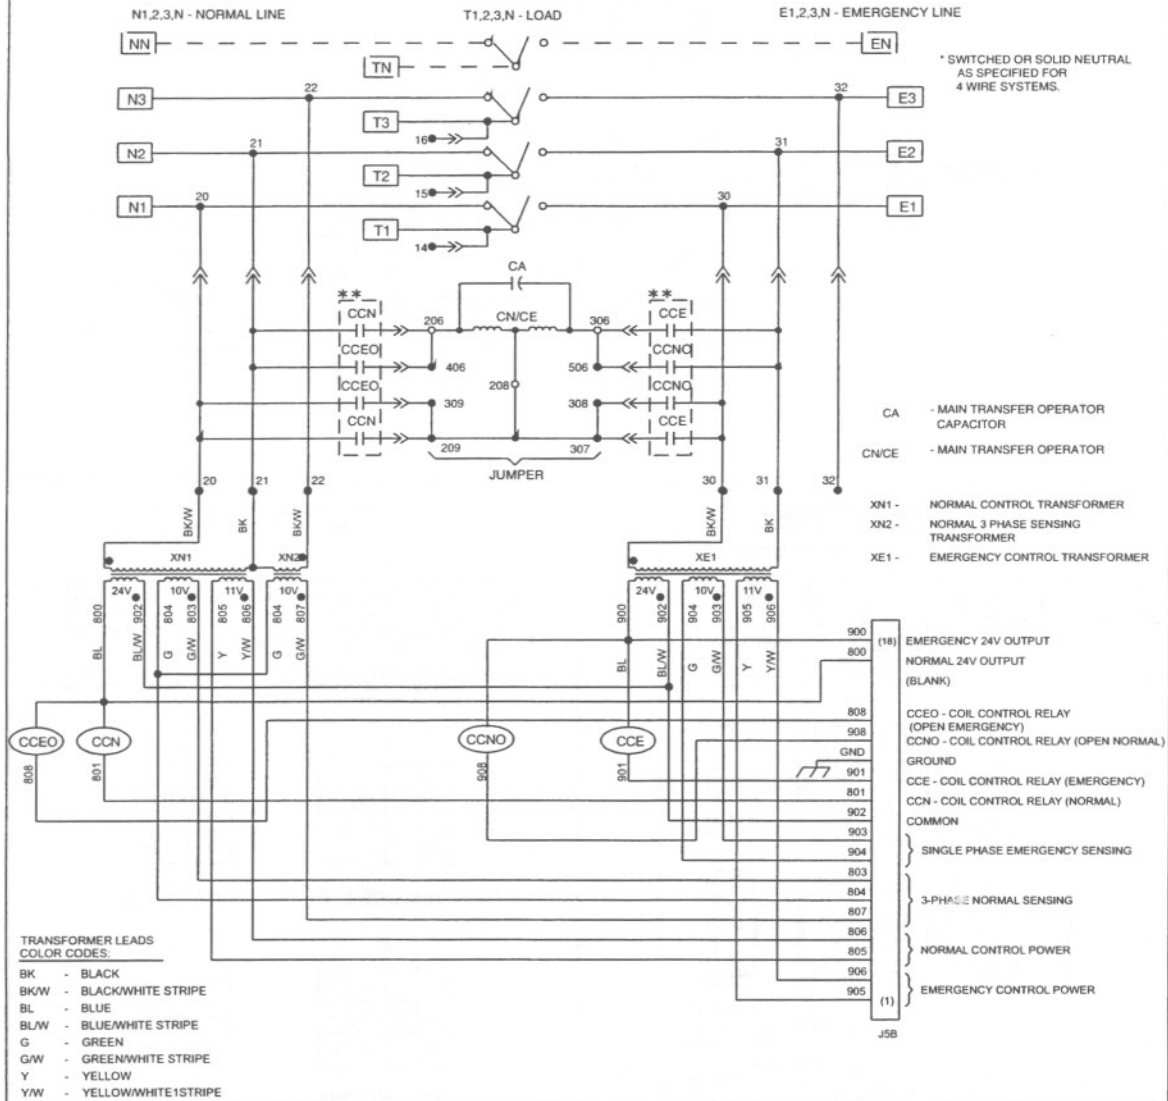 N1,2,3,N - NORMAL LINE
T1,2,3,N - LOAD
E1,2,3,N - EMERGENCY LINE
NN
EN
TN
* SWITCHED OR SOLID NEUTRAL
AS SPECIFIED FOR
4 WIRE SYSTEMS.
N3
22
32
E3
T3
16
N2
21
31
E2
T2
15
N1
20
30
E1
T1
14
CA
**
**
CCN
206
CN/CE
306
CCE
CCEO
406
506
CCNO
208
CCEO
309
308
CCNO
CCN
CCE
209
307
JUMPER
CA - MAIN TRANSFER OPERATOR
CAPACITOR
CN/CE - MAIN TRANSFER OPERATOR
20
21
22
30
31
32
XN1 - NORMAL CONTROL TRANSFORMER
XN2 - NORMAL 3 PHASE SENSING
TRANSFORMER
XE1 - EMERGENCY CONTROL TRANSFORMER
BK/W
BK
BK/W
BK/W
BK
XN1
XN2
XE1
24V
10V
11V
10V
24V
10V
11V
800
902
804
803
805
806
804
807
900
902
904
903
905
906
BL
BL/W
G
G/W
Y
Y/W
G
G/W
BL
BL/W
G
G/W
Y
Y/W
900
(18)
EMERGENCY 24V OUTPUT
800
NORMAL 24V OUTPUT
(BLANK)
CCEO
CCN
CCNO
CCE
808
801
908
901
808
CCEO - COIL CONTROL RELAY
(OPEN EMERGENCY)
908
CCNO - COIL CONTROL RELAY (OPEN NORMAL)
GND
GROUND
901
CCE - COIL CONTROL RELAY (EMERGENCY)
801
CCN - COIL CONTROL RELAY (NORMAL)
902
COMMON
903
904
SINGLE PHASE EMERGENCY SENSING
803
804
807
3-PHASE NORMAL SENSING
806
805
NORMAL CONTROL POWER
906
905
(1)
EMERGENCY CONTROL POWER
J5B
TRANSFORMER LEADS
COLOR CODES:
BK - BLACK
BK/W - BLACK/WHITE STRIPE
BL - BLUE
BL/W - BLUE/WHITE STRIPE
G - GREEN
G/W - GREEN/WHITE STRIPE
Y - YELLOW
Y/W - YELLOW/WHITE1STRIPE